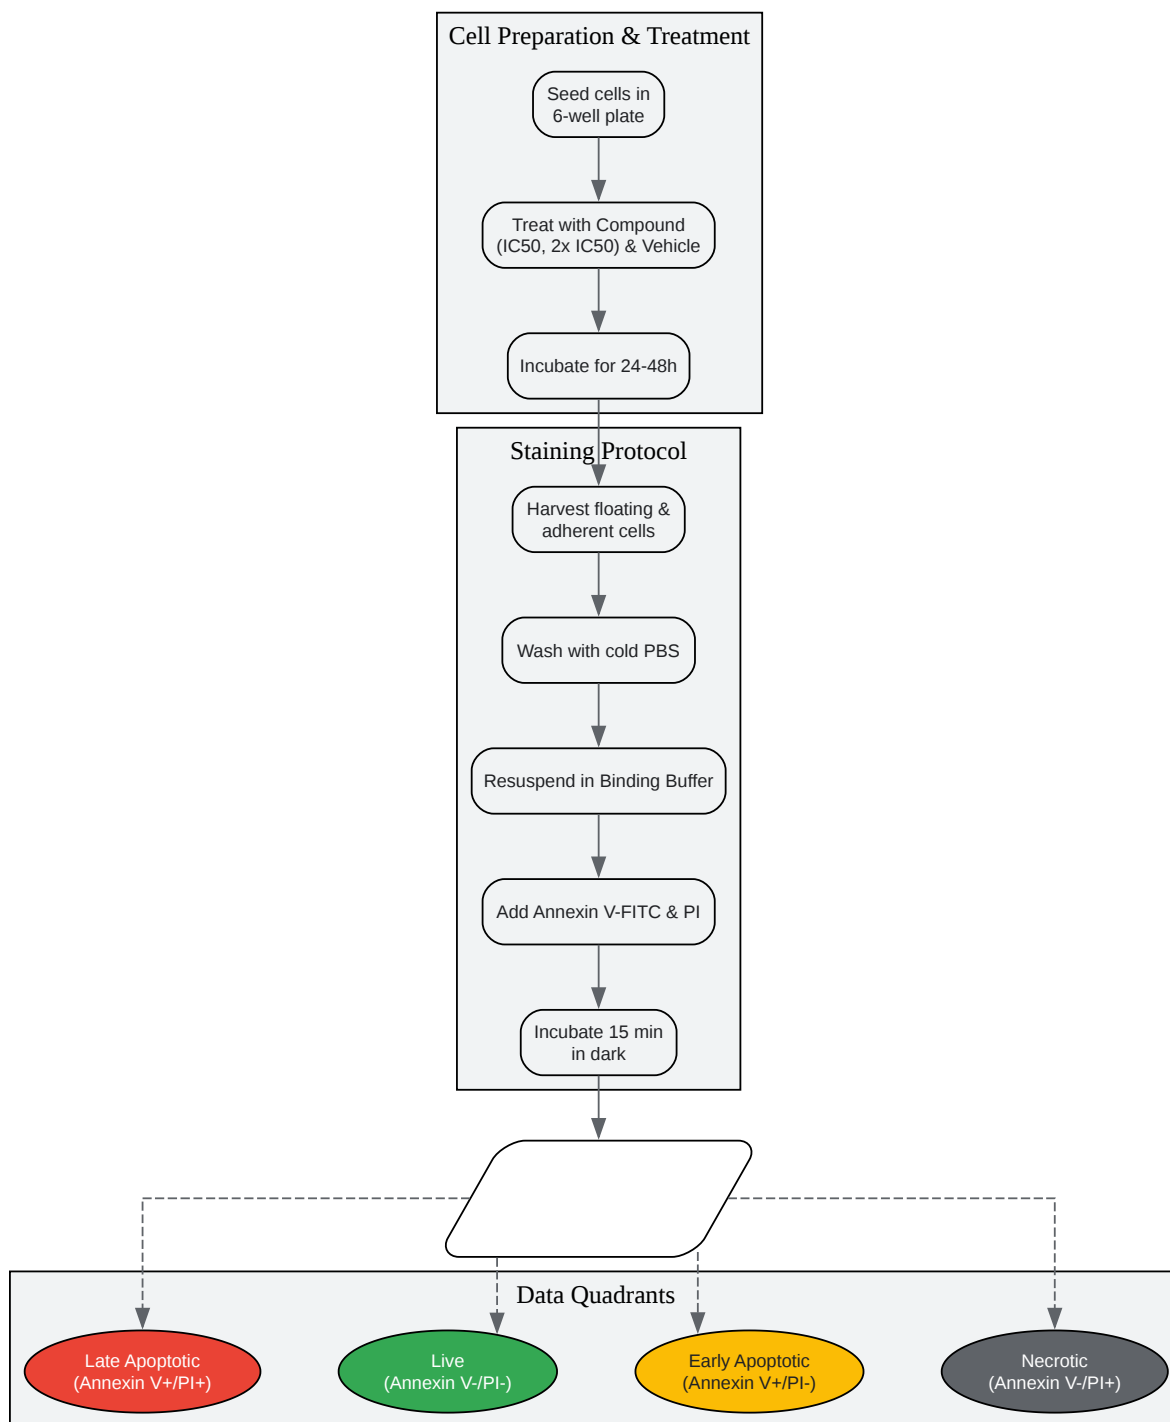 Cell Preparation & Treatment
Seed cells in
6-well plate
Treat with Compound
(IC50, 2x IC50) & Vehicle
Incubate for 24-48h
Staining Protocol
Harvest floating &
adherent cells
Wash with cold PBS
Resuspend in Binding Buffer
Add Annexin V-FITC & PI
Incubate 15 min
in dark
Data Quadrants
Late Apoptotic
(Annexin V+/PI+)
Live
(Annexin V-/PI-)
Early Apoptotic
(Annexin V+/PI-)
Necrotic
(Annexin V-/PI+)